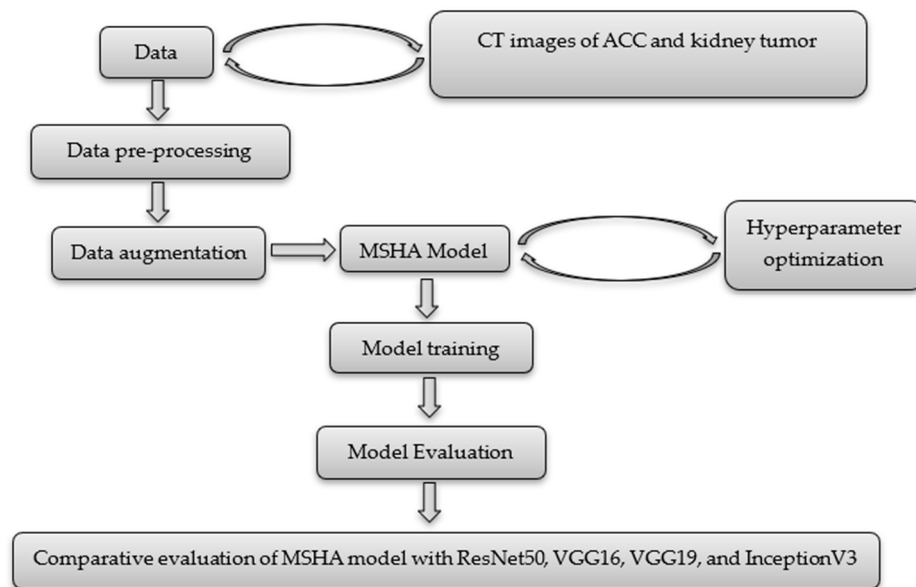 Data
CT images of ACC and kidney tumor
Data pre-processing
Data augmentation
MSHA Model
Hyperparameter
optimization
Model training
Model Evaluation
Comparative evaluation of MSHA model with ResNet50, VGG16, VGG19, and InceptionV3